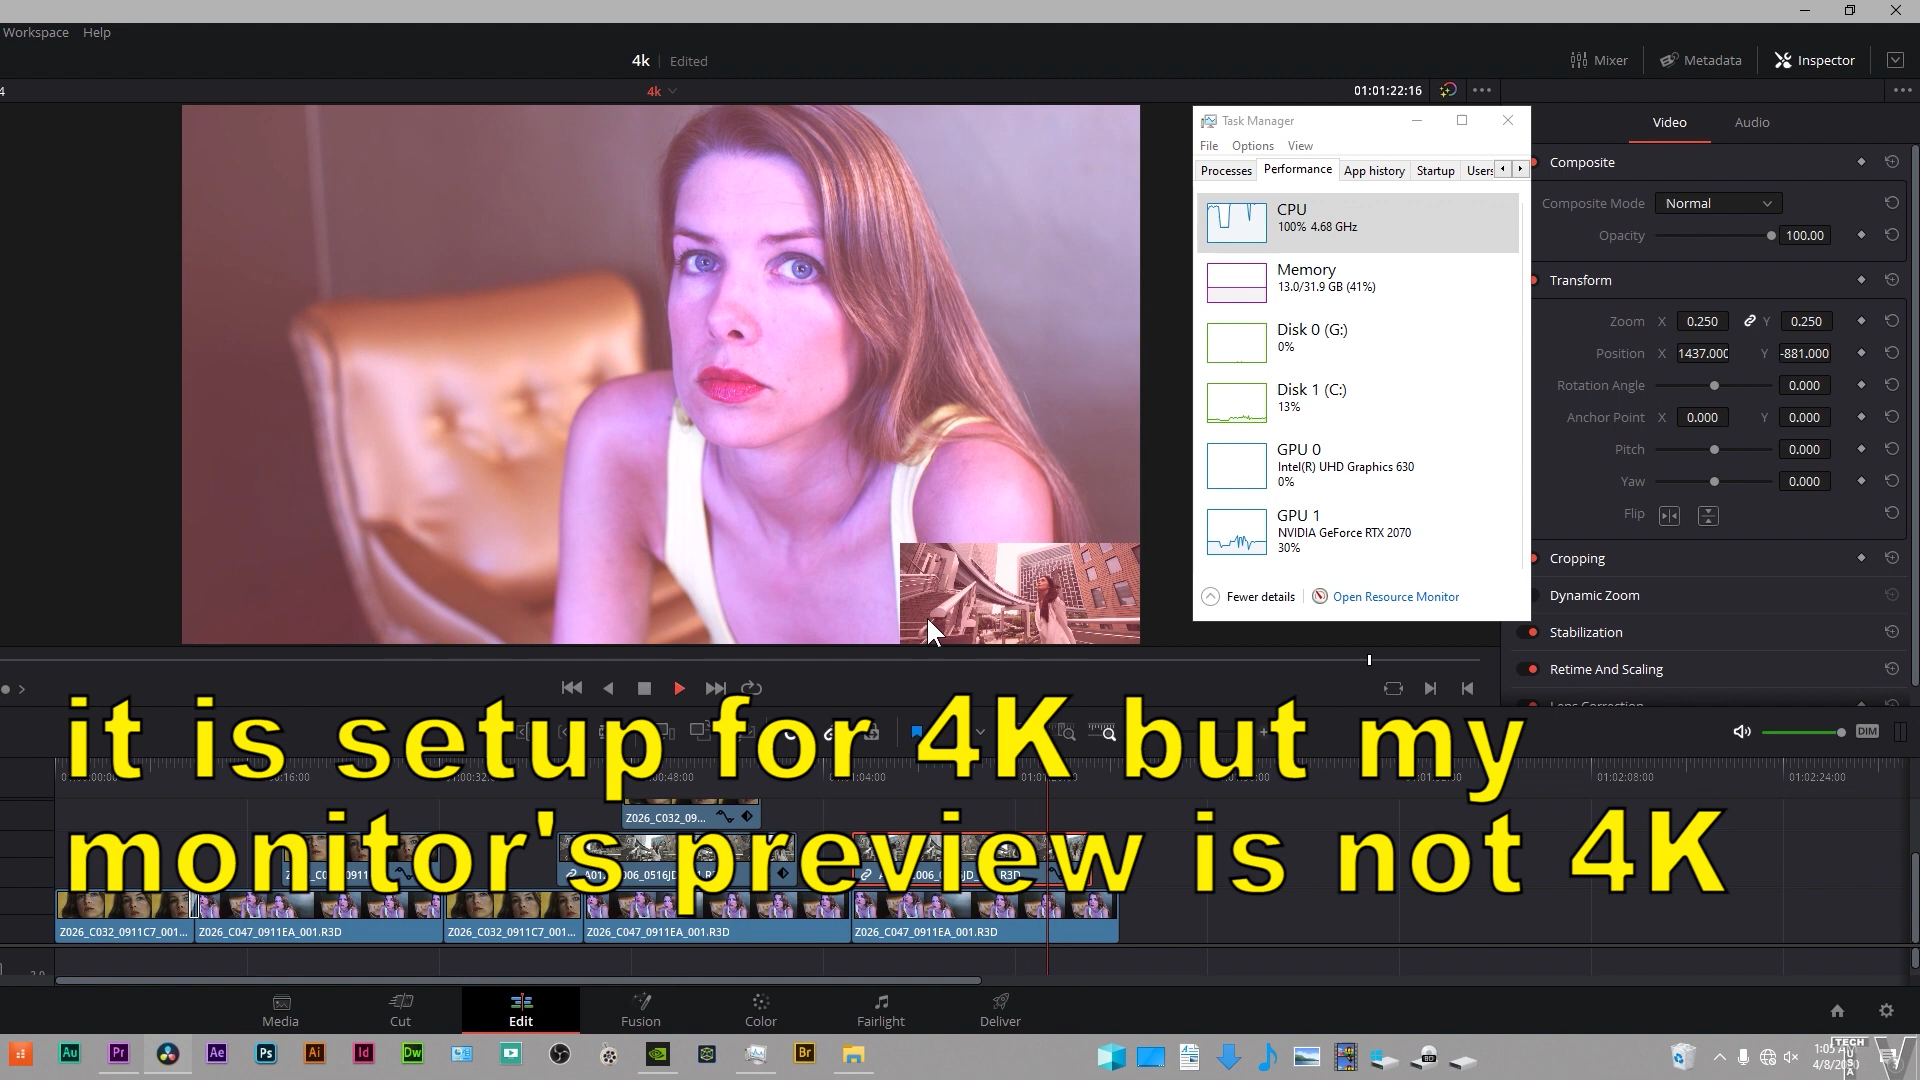 Workspace Help
4k Edited
Mixer Metadata Inspector
4
4k
01:01:22:16
Video Audio
Task Manager
File Options View
Processes Performance App history Startup Users
CPU
100% 4.68 GHz
Memory
13.0/31.9 GB (41%)
Disk 0 (G:)
0%
Disk 1 (C:)
13%
GPU 0
Intel(R) UHD Graphics 630
0%
GPU 1
NVIDIA GeForce RTX 2070
30%
Fewer details Open Resource Monitor
Composite
Composite Mode Normal
Opacity 100.00
Transform
Zoom X 0.250 Y 0.250
Position X 1437.000 Y -881.000
Rotation Angle 0.000
Anchor Point X 0.000 Y 0.000
Pitch 0.000
Yaw 0.000
Flip
Cropping
Dynamic Zoom
Stabilization
Retime And Scaling
Lens Correction
it is setup for 4K but my
monitor's preview is not 4K
DIM
01:02:08:00 01:02:24:00
Z026_C032_09...
Z026_C032_0911C7_001... Z026_C047_0911EA_001.R3D Z026_C032_0911C7_001... Z026_C047_0911EA_001.R3D Z026_C047_0911EA_001.R3D
Media Cut Edit Fusion Color Fairlight Deliver
Au Pr Ae Ps Ai Id Dw Br
TECH